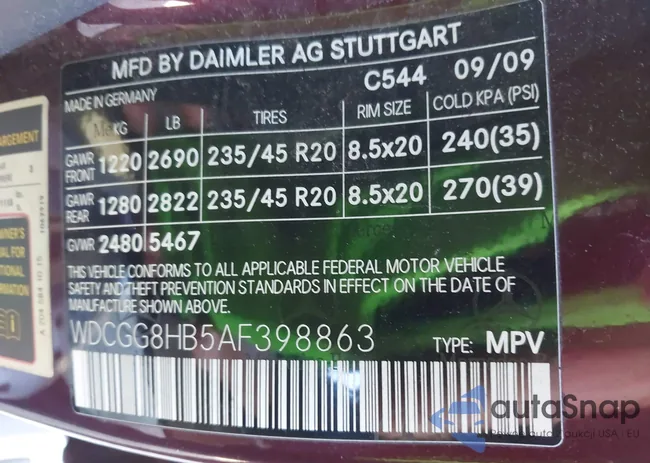 MFD BY DAIMLER AG STUTTGART
C544 09/09
MADE IN GERMANY
KG LB TIRES RIM SIZE COLD KPA (PSI)
GAWR FRONT 1220 2690 235/45 R20 8.5x20 240(35)
GAWR REAR 1280 2822 235/45 R20 8.5x20 270(39)
GVWR 2480 5467
THIS VEHICLE CONFORMS TO ALL APPLICABLE FEDERAL MOTOR VEHICLE
SAFETY AND THEFT PREVENTION STANDARDS IN EFFECT ON THE DATE OF
MANUFACTURE SHOWN ABOVE.
WDCGG8HB5AF398863 TYPE: MPV
autoSnap